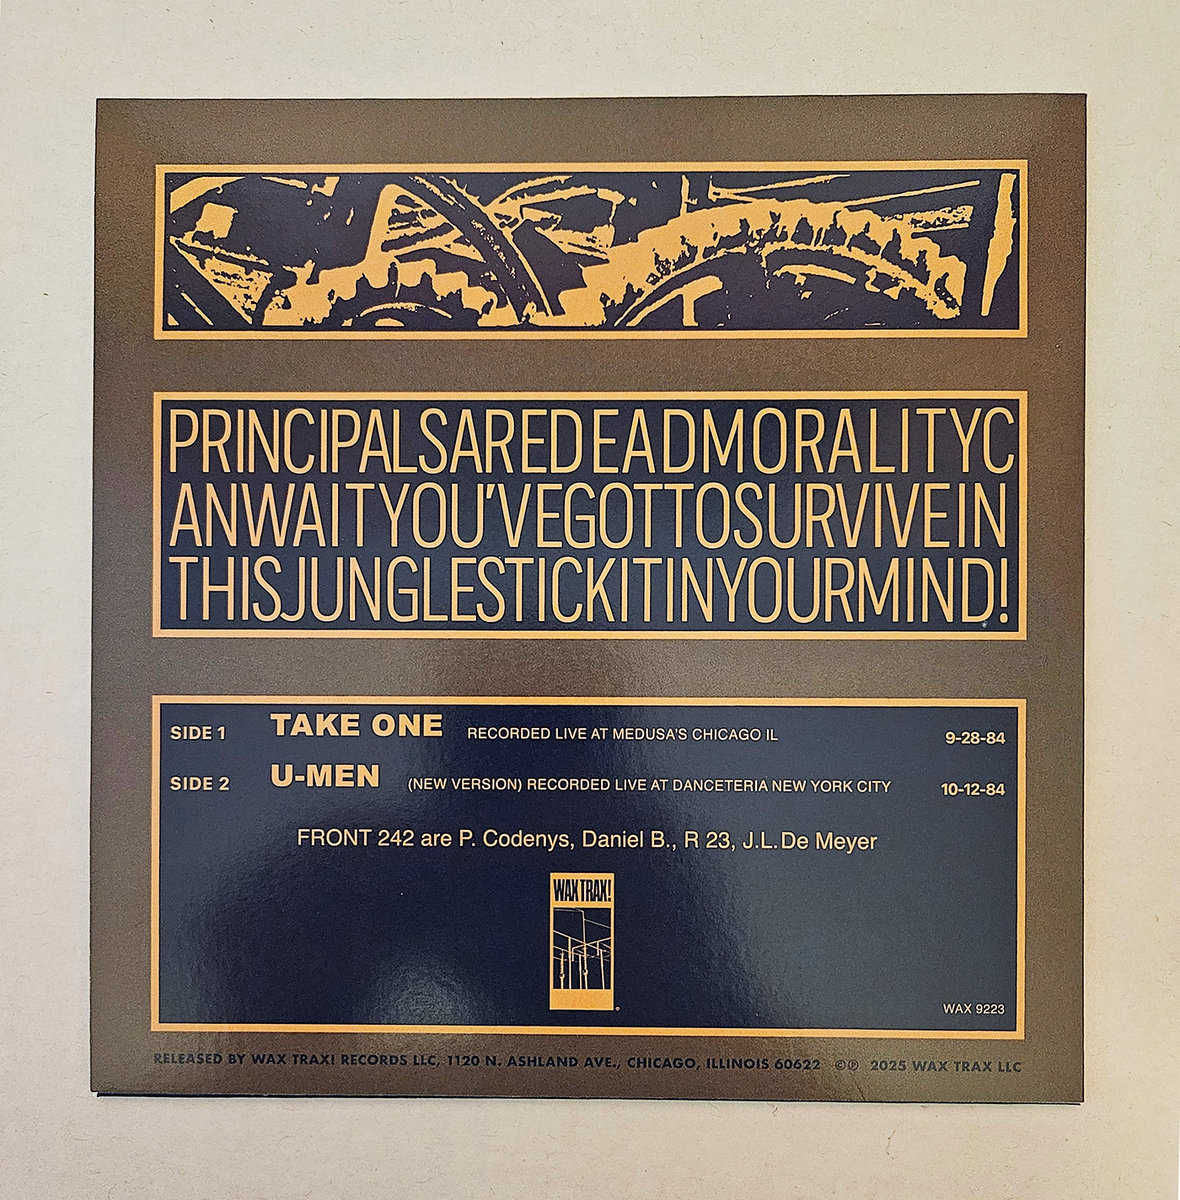 PRINCIPALSAREDEADMORALITYC
ANWAITYOU'VEGOTTOSURVIVEIN
THISJUNGLESTICKITINYOURMIND!
SIDE 1 TAKE ONE RECORDED LIVE AT MEDUSA'S CHICAGO IL 9-28-84
SIDE 2 U-MEN (NEW VERSION) RECORDED LIVE AT DANCETERIA NEW YORK CITY 10-12-84
FRONT 242 are P. Codenys, Daniel B., R 23, J.L. De Meyer
WAX TRAX!
WAX 9223
RELEASED BY WAX TRAX! RECORDS LLC, 1120 N. ASHLAND AVE., CHICAGO, ILLINOIS 60622 ©℗ 2025 WAX TRAX LLC